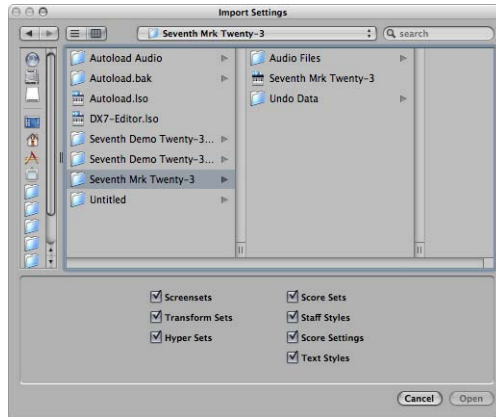 Import Settings
Seventh Mrk Twenty-3
search
Autoload Audio
Autoload.bak
Autoload.lso
DX7-Editor.lso
Seventh Demo Twenty-3...
Seventh Demo Twenty-3...
Seventh Mrk Twenty-3
Untitled
Audio Files
Seventh Mrk Twenty-3
Undo Data
Screensets
Transform Sets
Hyper Sets
Score Sets
Staff Styles
Score Settings
Text Styles
Cancel
Open